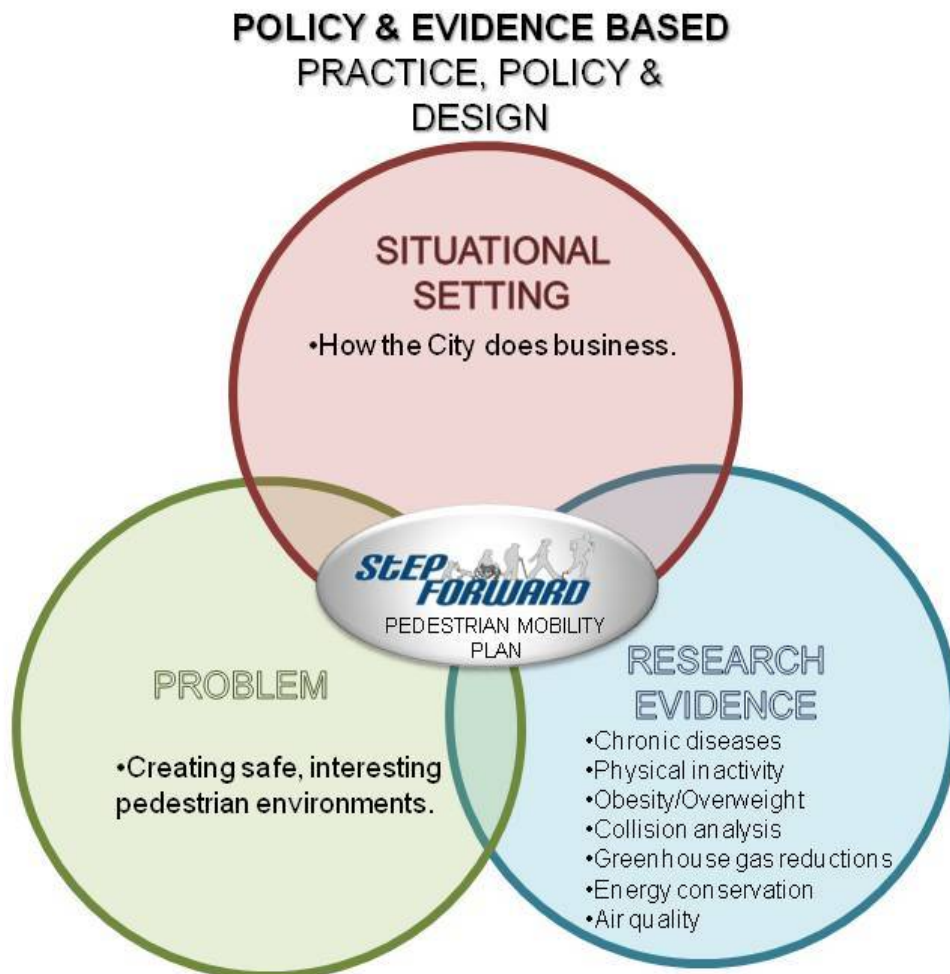 POLICY & EVIDENCE BASED
PRACTICE, POLICY &
DESIGN
SITUATIONAL
SETTING
•How the City does business.
StEP
FORWARD
PEDESTRIAN MOBILITY
PLAN
PROBLEM
•Creating safe, interesting
pedestrian environments.
RESEARCH
EVIDENCE
•Chronic diseases
•Physical inactivity
•Obesity/Overweight
•Collision analysis
•Greenhouse gas reductions
•Energy conservation
•Air quality